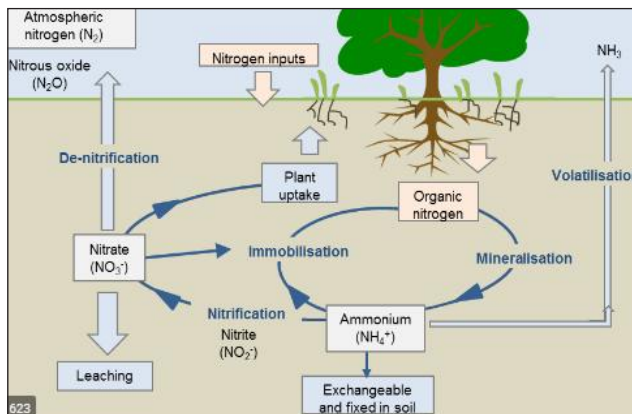 Atmospheric
nitrogen (N₂)
Nitrous oxide
(N₂O)
Nitrogen inputs
NH₃
De-nitrification
Plant
uptake
Organic
nitrogen
Volatilisation
Nitrate
(NO₃⁻)
Immobilisation
Mineralisation
Nitrification
Nitrite
(NO₂⁻)
Ammonium
(NH₄⁺)
Leaching
Exchangeable
and fixed in soil
623